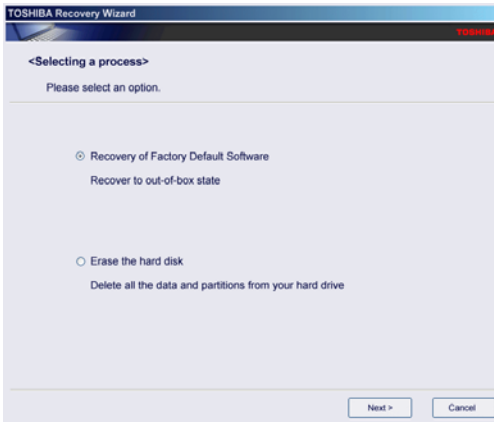 TOSHIBA Recovery Wizard
TOSHIBA
<Selecting a process>
Please select an option.
Recovery of Factory Default Software
Recover to out-of-box state
Erase the hard disk
Delete all the data and partitions from your hard drive
Next >
Cancel